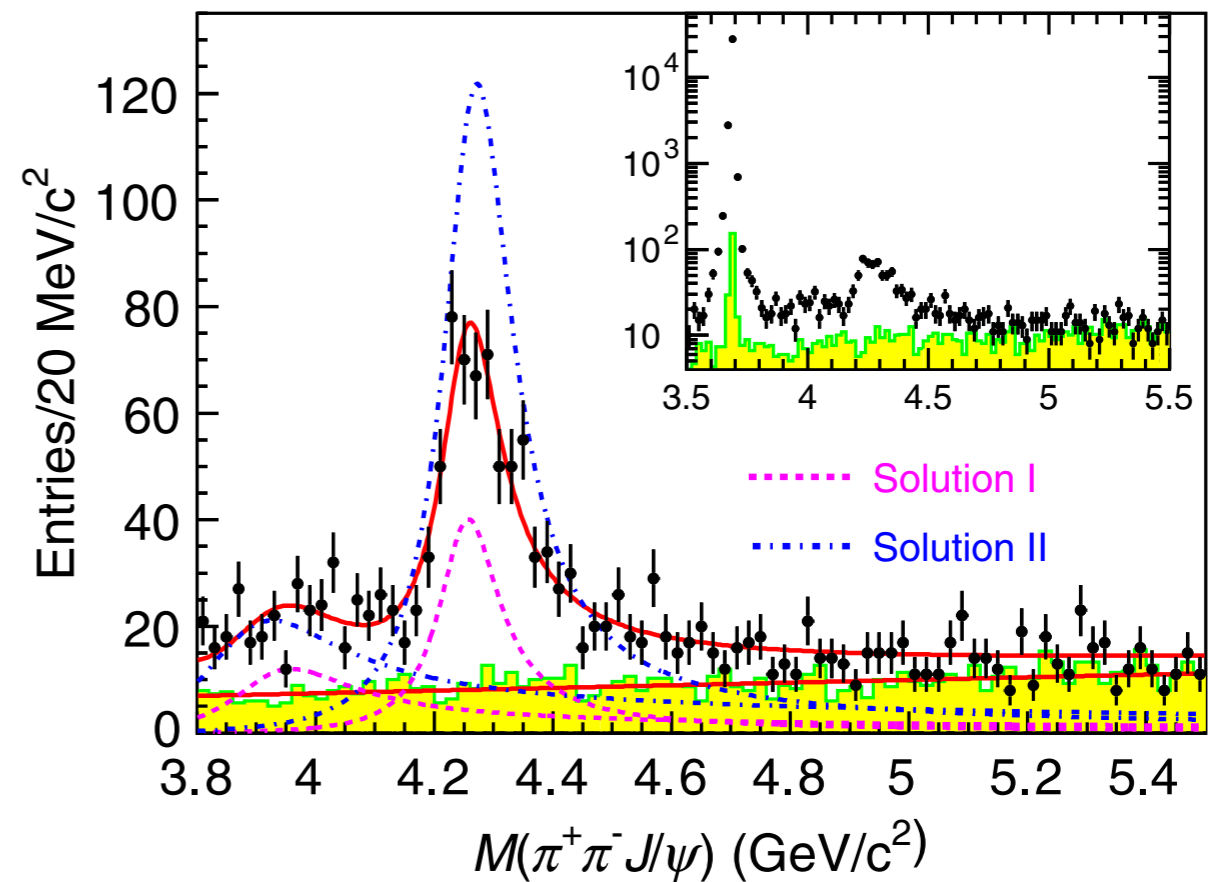 Entries/20 MeV/c²
120
100
80
60
40
20
0
3.8 4 4.2 4.4 4.6 4.8 5 5.2 5.4
M(π⁺π⁻J/ψ) (GeV/c²)
10⁴
10³
10²
10
3.5 4 4.5 5 5.5
Solution I
Solution II